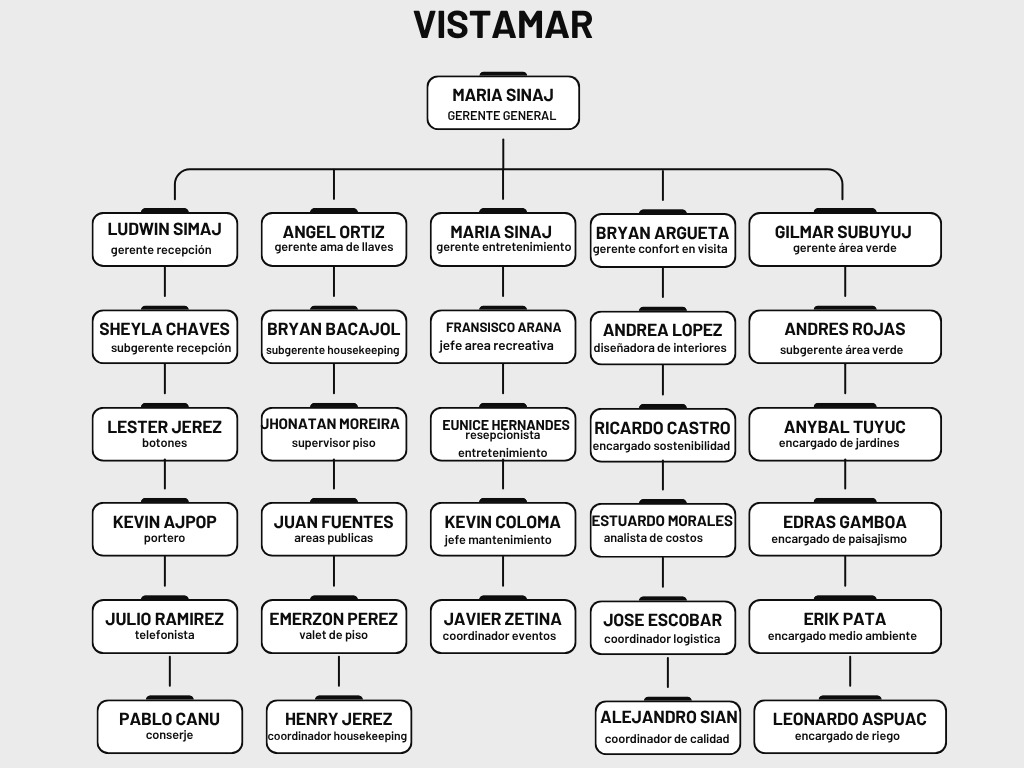 VISTAMAR
MARIA SINAJ
GERENTE GENERAL
LUDWIN SIMAJ
gerente recepción
ANGEL ORTIZ
gerente ama de llaves
MARIA SINAJ
gerente entretenimiento
BRYAN ARGUETA
gerente confort en visita
GILMAR SUBUYUJ
gerente área verde
SHEYLA CHAVES
subgerente recepción
BRYAN BACAJOL
subgerente housekeeping
FRANSISCO ARANA
jefe area recreativa
ANDREA LOPEZ
diseñadora de interiores
ANDRES ROJAS
subgerente área verde
LESTER JEREZ
botones
JHONATAN MOREIRA
supervisor piso
EUNICE HERNANDES
resepcionista
entretenimiento
RICARDO CASTRO
encargado sostenibilidad
ANYBAL TUYUC
encargado de jardines
KEVIN AJPOP
portero
JUAN FUENTES
areas publicas
KEVIN COLOMA
jefe mantenimiento
ESTUARDO MORALES
analista de costos
EDRAS GAMBOA
encargado de paisajismo
JULIO RAMIREZ
telefonista
EMERZON PEREZ
valet de piso
JAVIER ZETINA
coordinador eventos
JOSE ESCOBAR
coordinador logistica
ERIK PATA
encargado medio ambiente
PABLO CANU
conserje
HENRY JEREZ
coordinador housekeeping
ALEJANDRO SIAN
coordinador de calidad
LEONARDO ASPUAC
encargado de riego